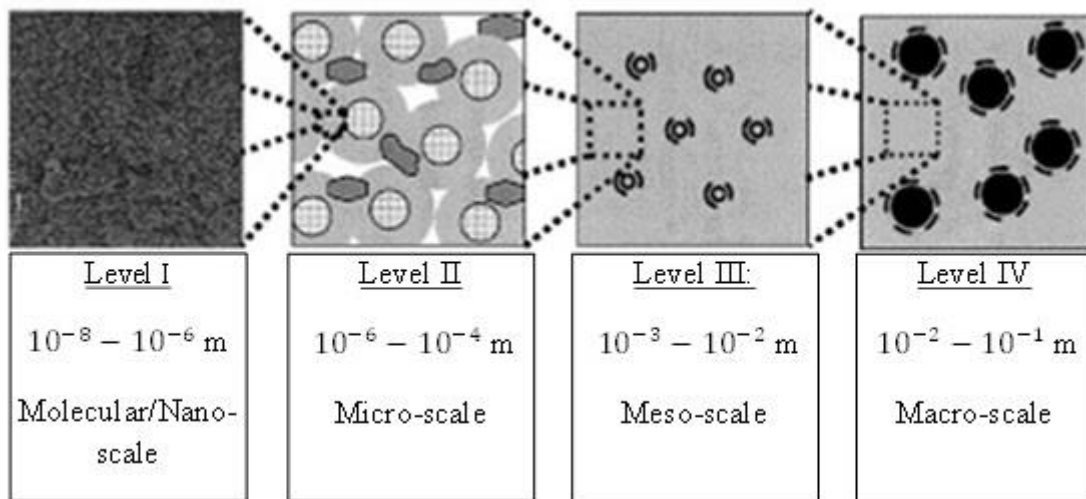 Level I
10⁻⁸ – 10⁻⁶ m
Molecular/Nano-
scale
Level II
10⁻⁶ – 10⁻⁴ m
Micro-scale
Level III:
10⁻³ – 10⁻² m
Meso-scale
Level IV
10⁻² – 10⁻¹ m
Macro-scale